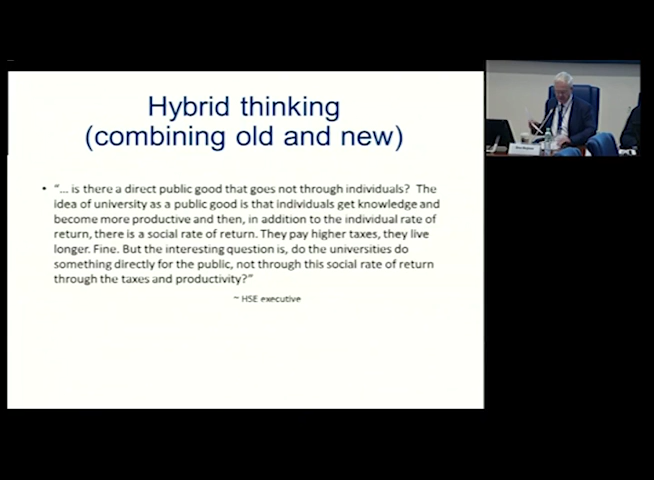 Hybrid thinking
(combining old and new)
• "... is there a direct public good that goes not through individuals? The
idea of university as a public good is that individuals get knowledge and
become more productive and then, in addition to the individual rate of
return, there is a social rate of return. They pay higher taxes, they live
longer. Fine. But the interesting question is, do the universities do
something directly for the public, not through this social rate of return
through the taxes and productivity?"
~ HSE executive